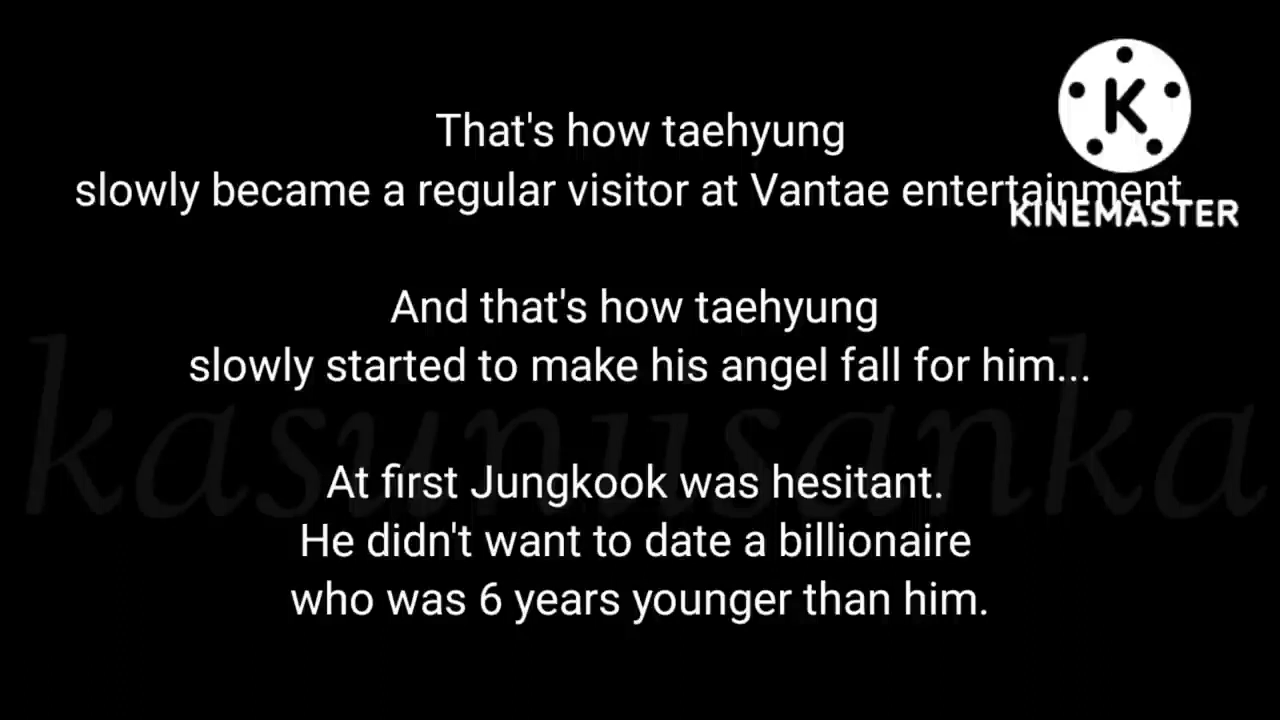 That's how taehyung
slowly became a regular visitor at Vantae entertainment
And that's how taehyung
slowly started to make his angel fall for him...
At first Jungkook was hesitant.
He didn't want to date a billionaire
who was 6 years younger than him.
K
KINEMASTER
kasunusanka